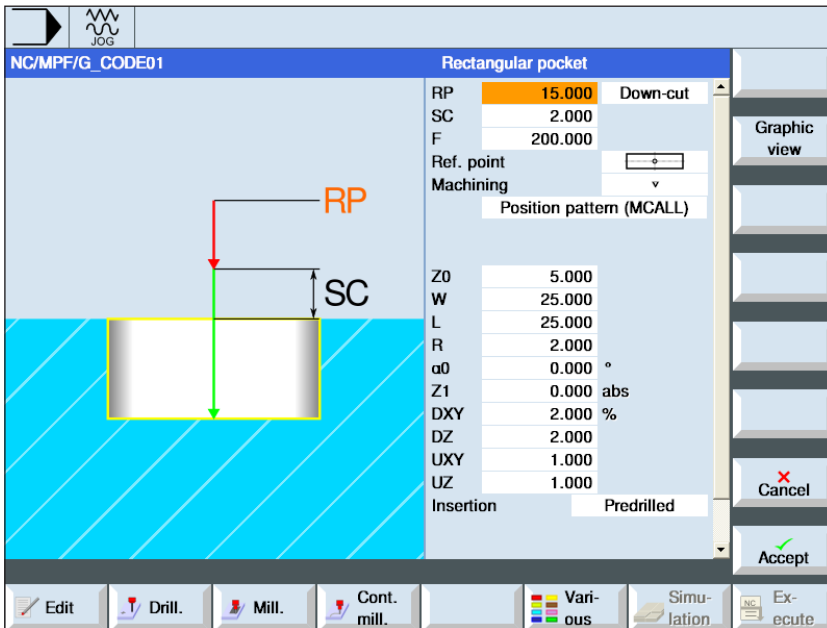 JOG
NC/MPF/G_CODE01
Rectangular pocket
RP 15.000 Down-cut
SC 2.000
F 200.000
Ref. point
Machining ▿
Position pattern (MCALL)
Z0 5.000
W 25.000
L 25.000
R 2.000
α0 0.000 °
Z1 0.000 abs
DXY 2.000 %
DZ 2.000
UXY 1.000
UZ 1.000
Insertion Predrilled
RP
SC
Graphic
view
Cancel
Accept
Edit
Drill.
Mill.
Cont.
mill.
Vari-
ous
Simu-
lation
NC
Ex-
ecute